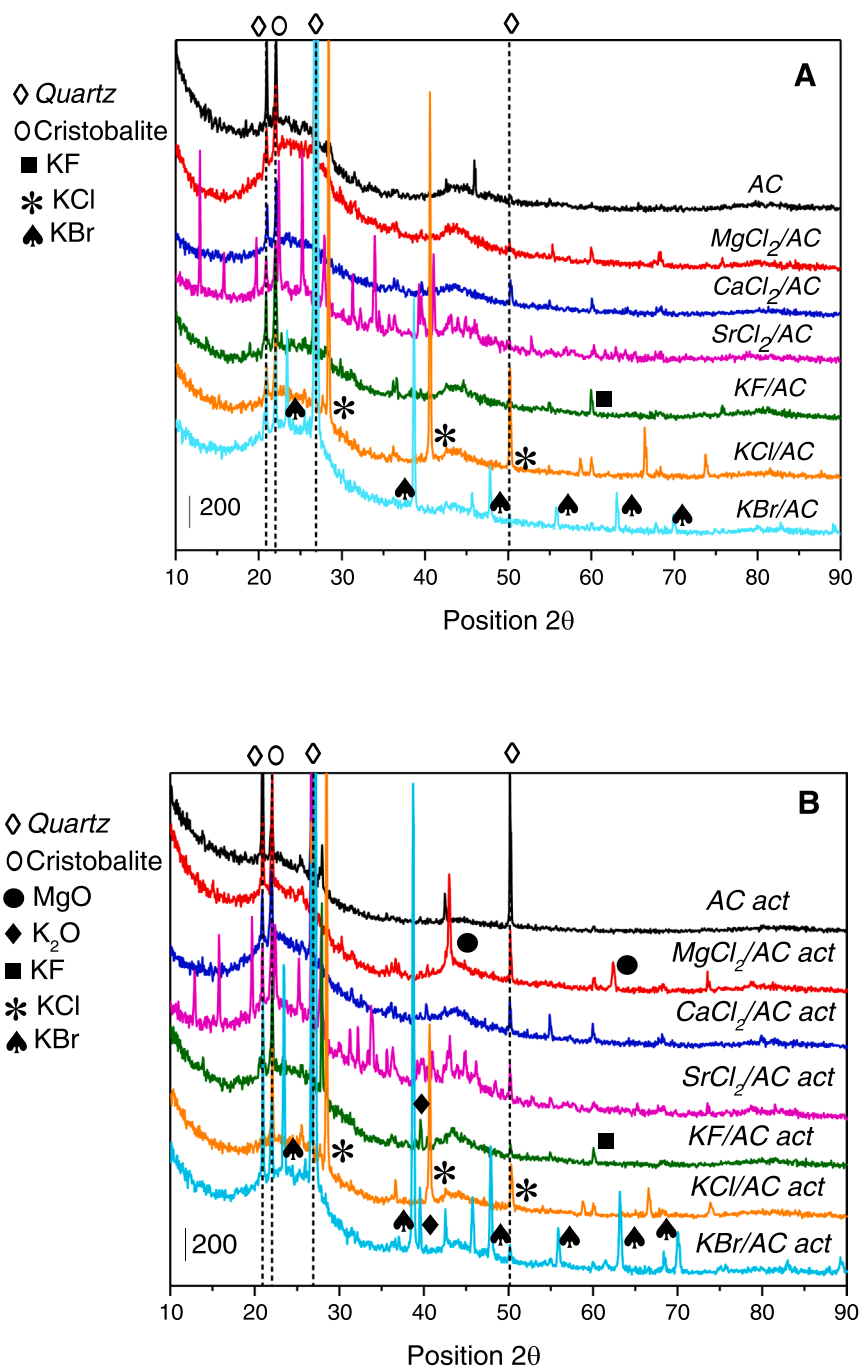 A
Quartz
Cristobalite
KF
KCl
KBr
AC
MgCl2/AC
CaCl2/AC
SrCl2/AC
KF/AC
KCl/AC
KBr/AC
200
10 20 30 40 50 60 70 80 90
Position 2θ
B
Quartz
Cristobalite
MgO
K2O
KF
KCl
KBr
AC act
MgCl2/AC act
CaCl2/AC act
SrCl2/AC act
KF/AC act
KCl/AC act
KBr/AC act
200
10 20 30 40 50 60 70 80 90
Position 2θ